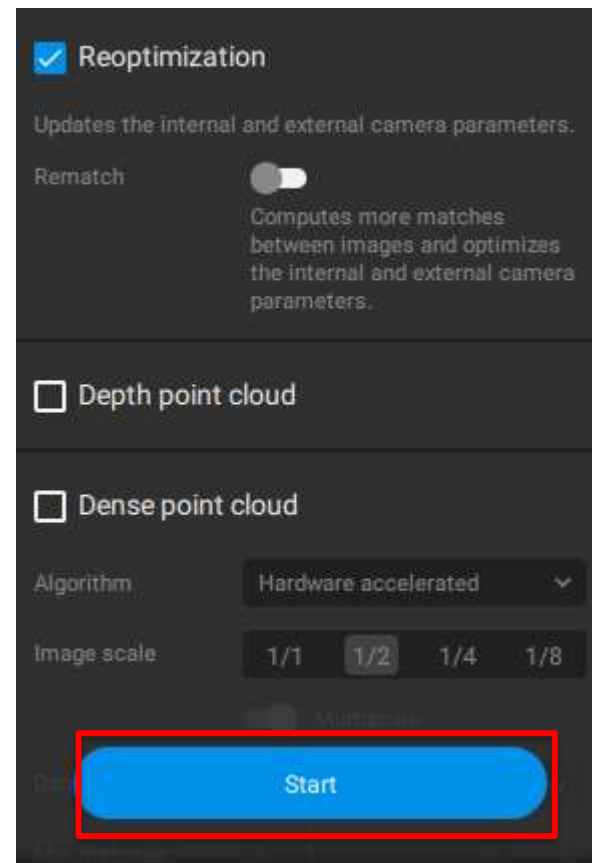 Reoptimization
Updates the internal and external camera parameters.
Rematch
Computes more matches
between images and optimizes
the internal and external camera
parameters.
Depth point cloud
Dense point cloud
Algorithm Hardware accelerated
Image scale 1/1 1/2 1/4 1/8
Multiscale
Start